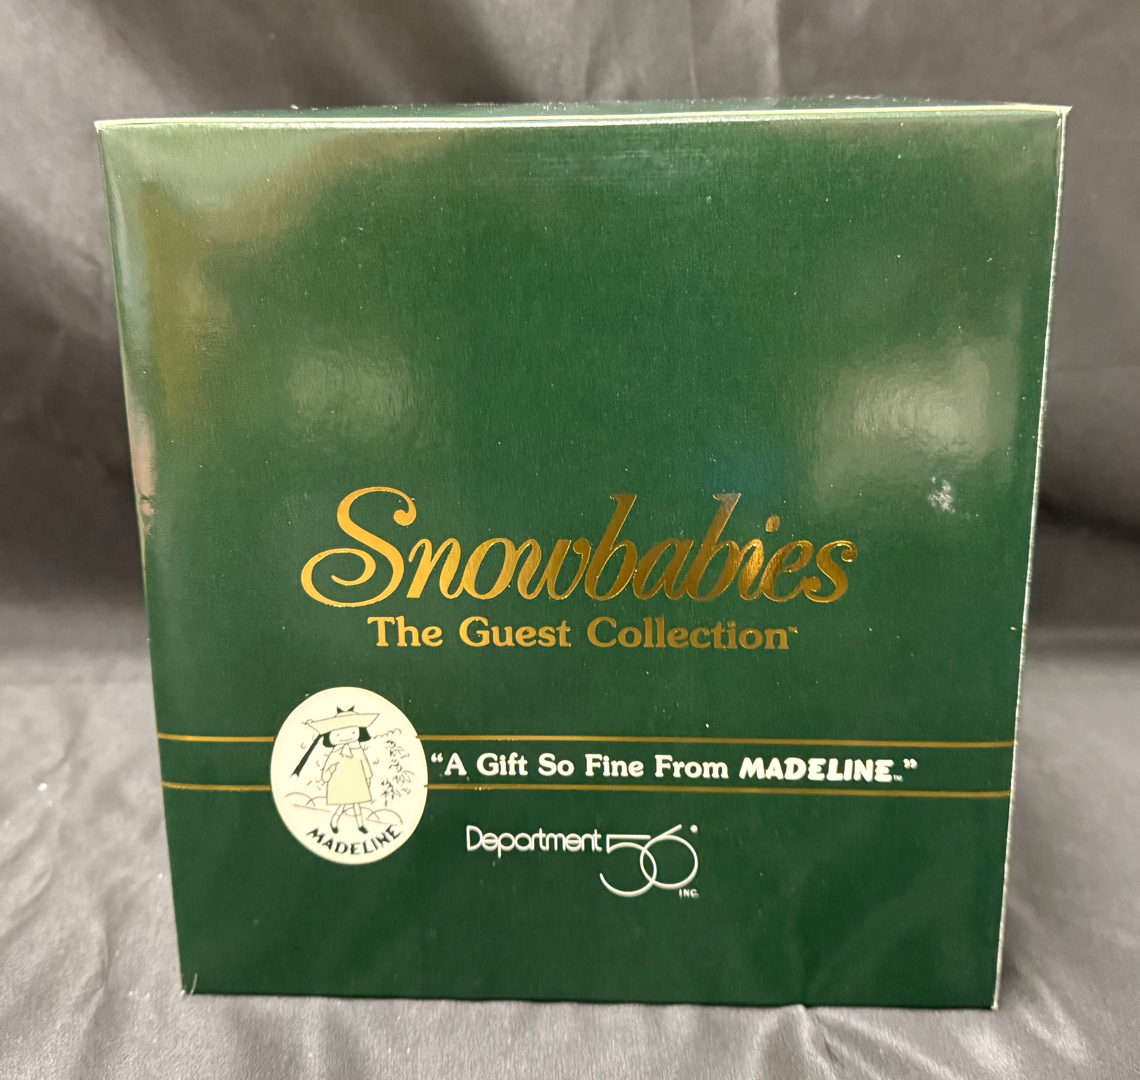 Snowbabies
The Guest Collection™
“A Gift So Fine From MADELINE™”
MADELINE
Department 56®
INC.